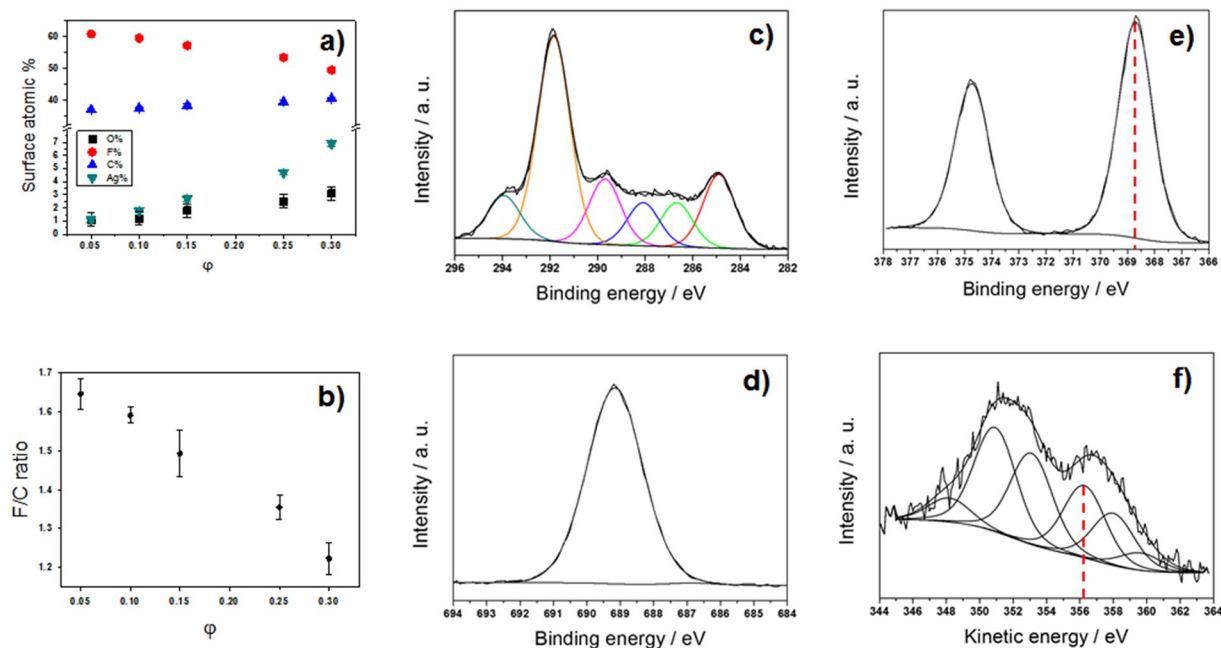 a)
Surface atomic %
60
50
40
7
6
5
4
3
2
1
0
O%
F%
C%
Ag%
0.05 0.10 0.15 0.20 0.25 0.30
φ
c)
Intensity / a. u.
296 294 292 290 288 286 284 282
Binding energy / eV
e)
Intensity / a. u.
378 377 376 375 374 373 372 371 370 369 368 367 366
Binding energy / eV
b)
F/C ratio
1.7
1.6
1.5
1.4
1.3
1.2
0.05 0.10 0.15 0.20 0.25 0.30
φ
d)
Intensity / a. u.
694 693 692 691 690 689 688 687 686 685 684
Binding energy / eV
f)
Intensity / a. u.
344 346 348 350 352 354 356 358 360 362 364
Kinetic energy / eV